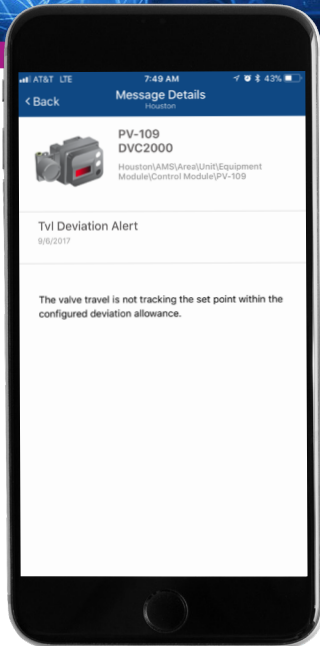 AT&T LTE 7:49 AM 43%
Back Message Details
Houston
PV-109
DVC2000
Houston\AMS\Area\Unit\Equipment
Module\Control Module\PV-109
Tvl Deviation Alert
9/6/2017
The valve travel is not tracking the set point within the
configured deviation allowance.